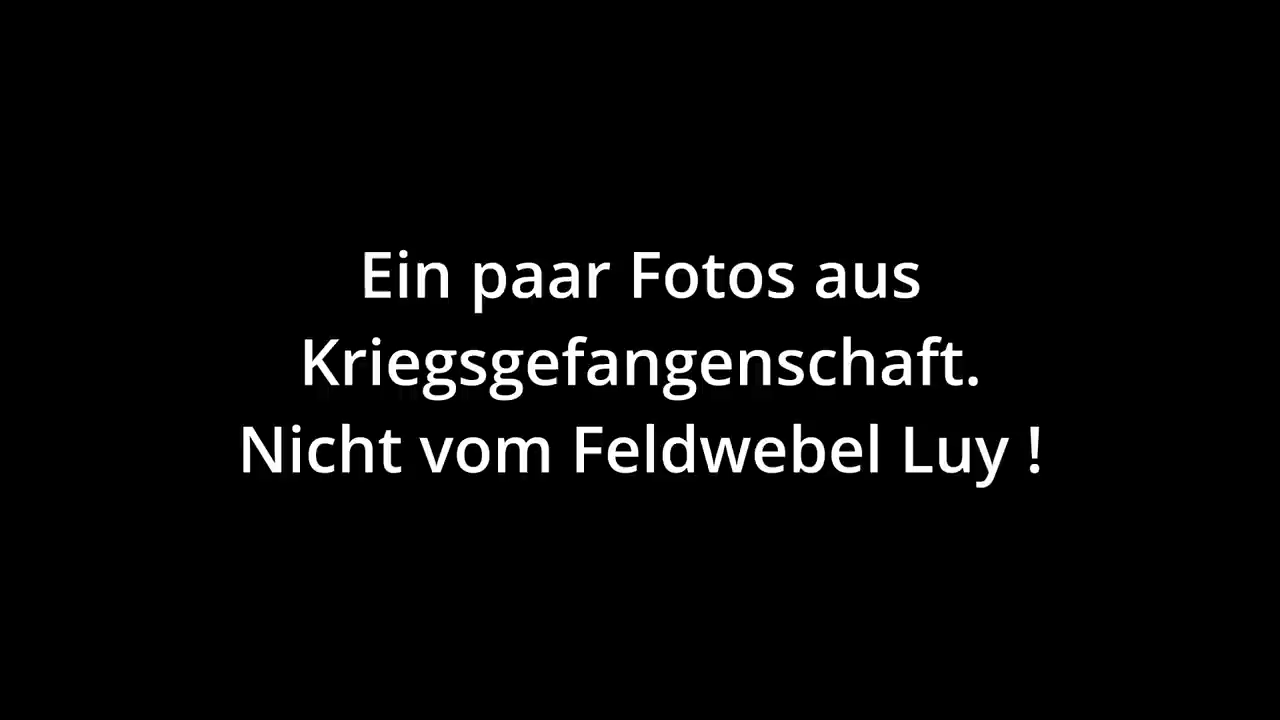 Ein paar Fotos aus
Kriegsgefangenschaft.
Nicht vom Feldwebel Luy !